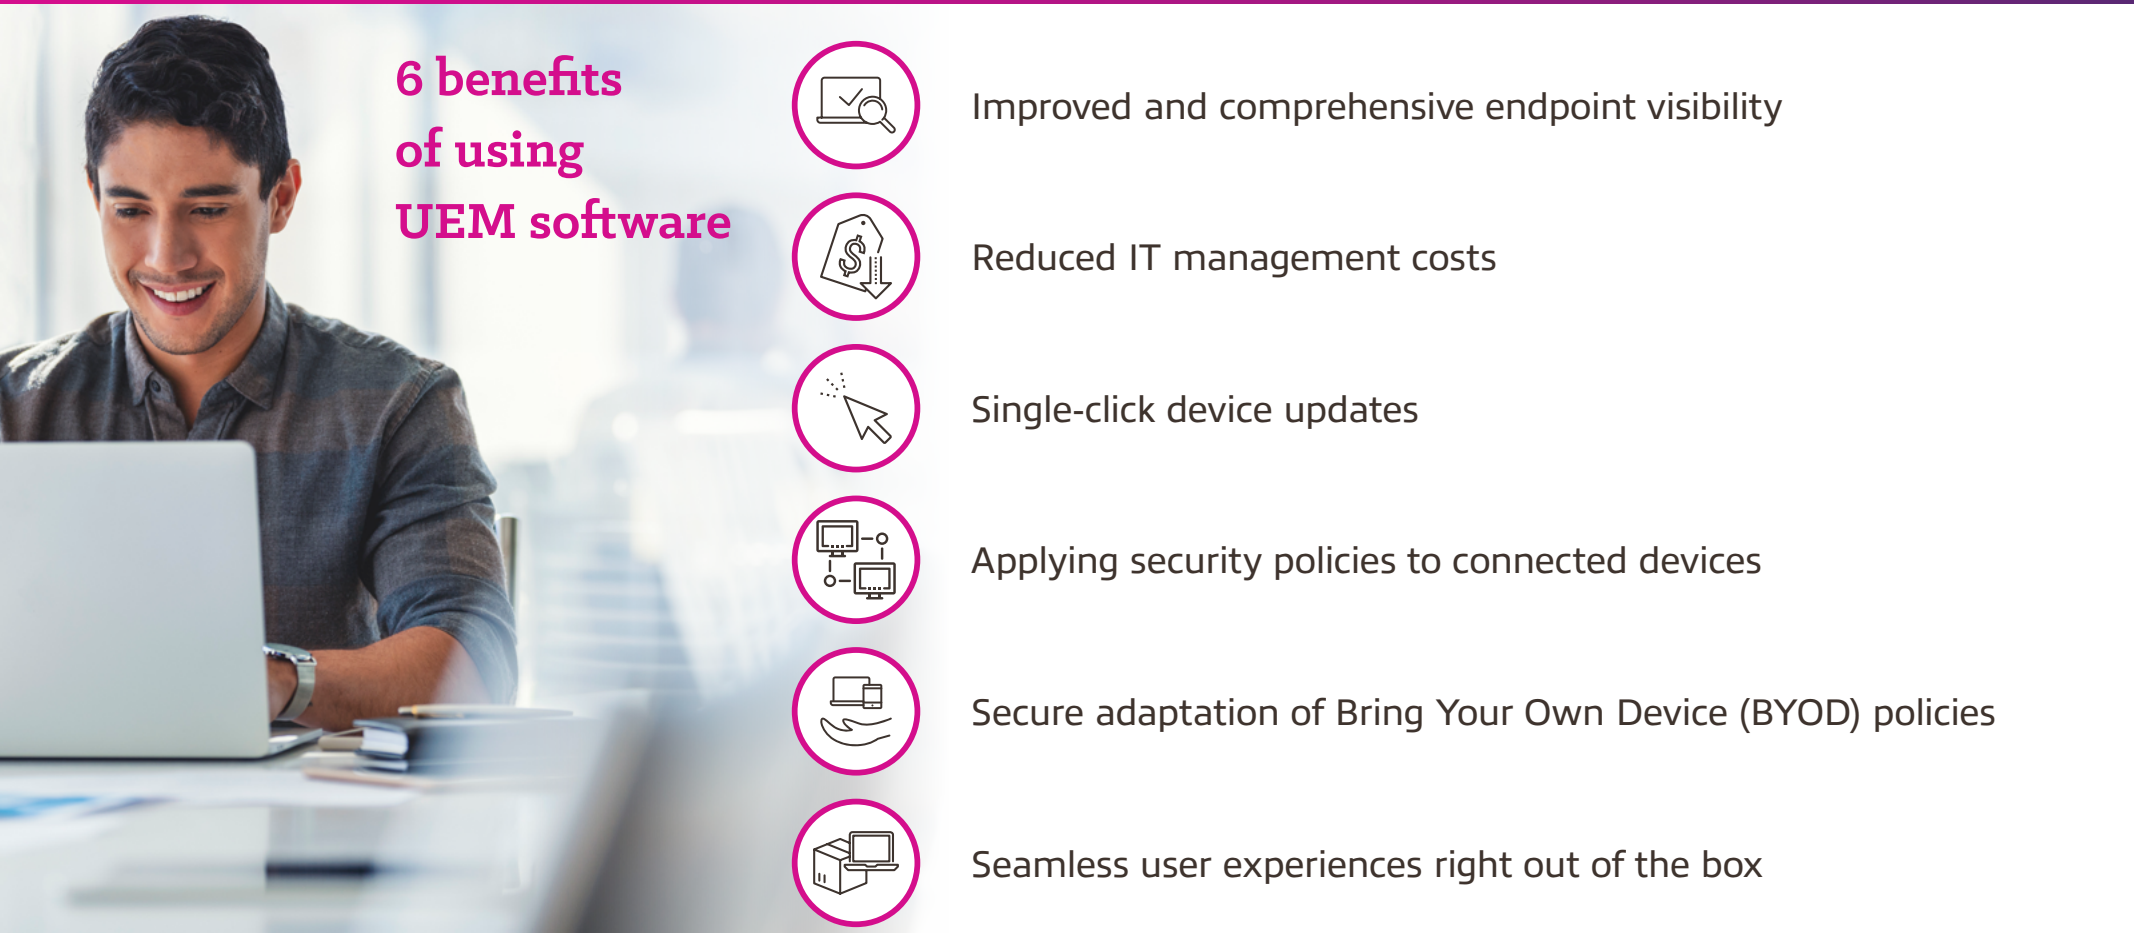 6 benefits
of using
UEM software
Improved and comprehensive endpoint visibility
Reduced IT management costs
Single-click device updates
Applying security policies to connected devices
Secure adaptation of Bring Your Own Device (BYOD) policies
Seamless user experiences right out of the box